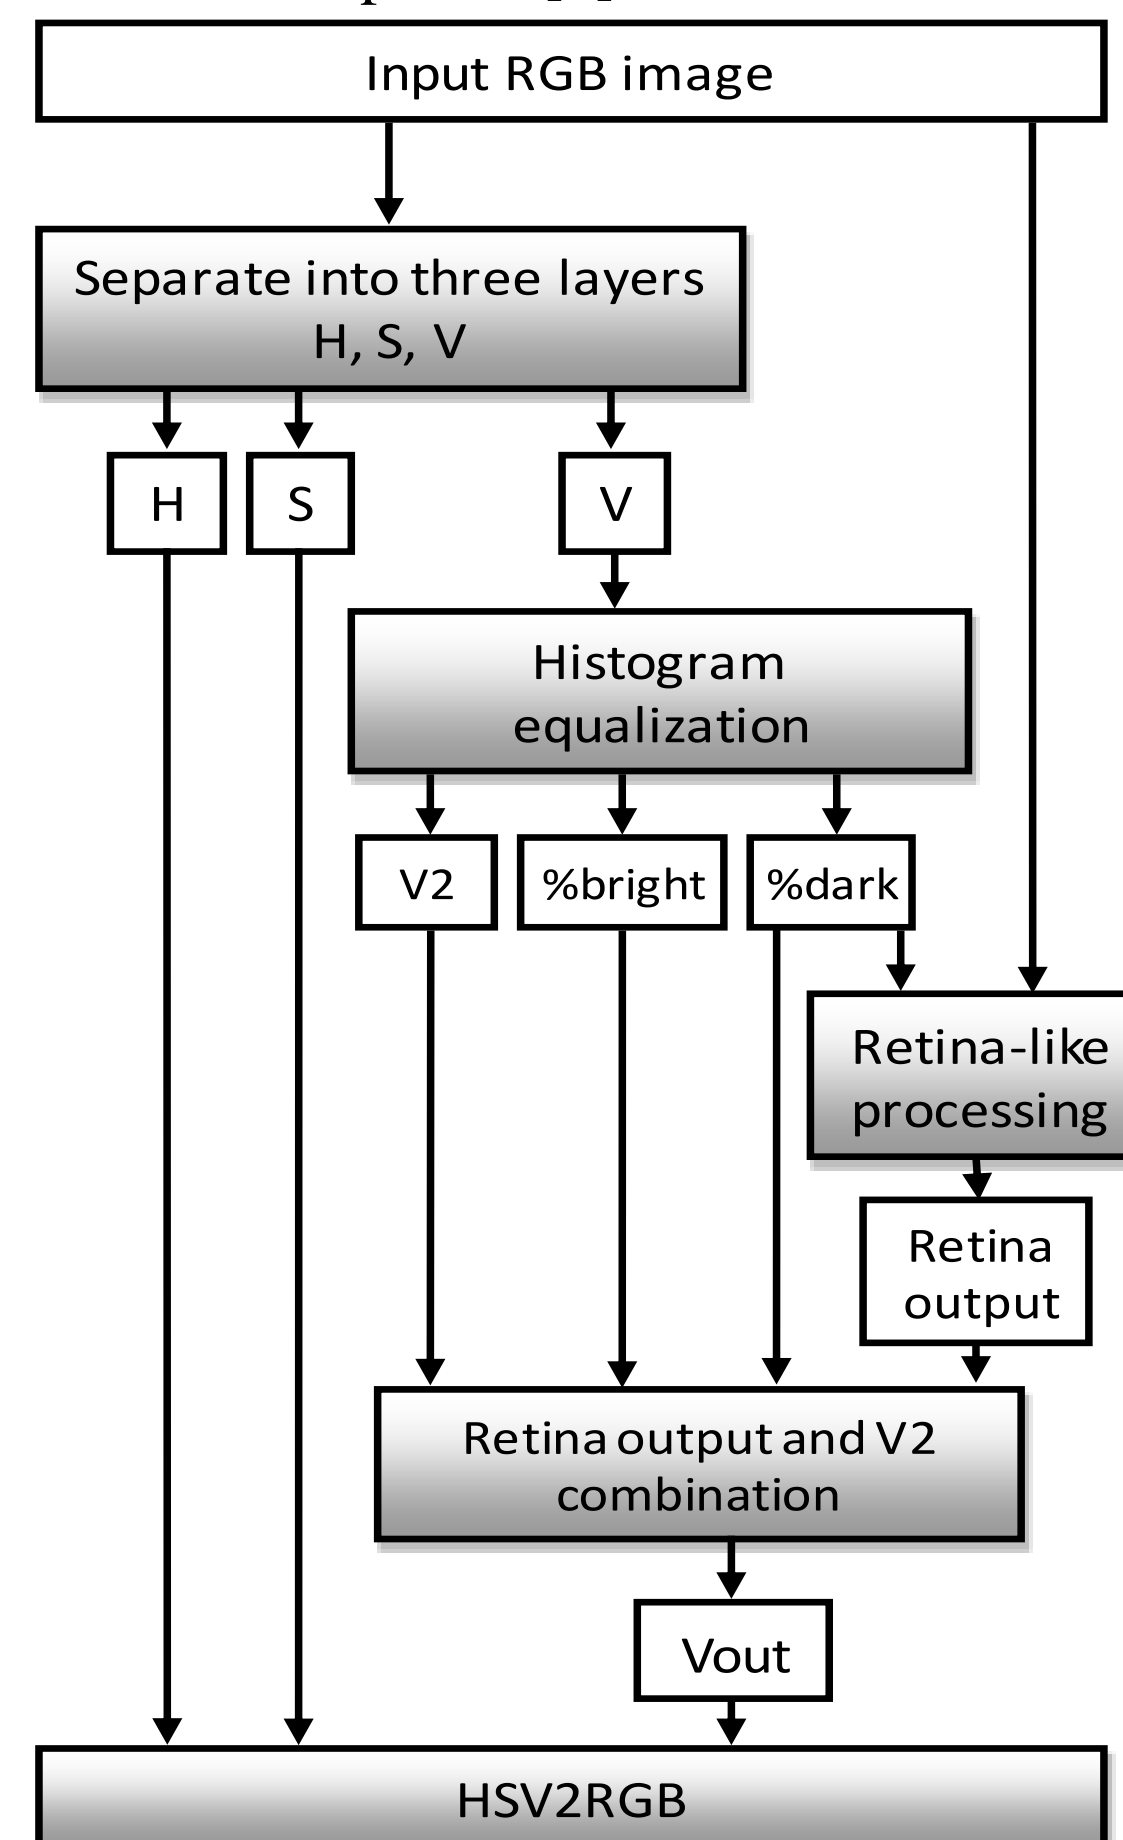 Input RGB image
Separate into three layers
H, S, V
H
S
V
Histogram
equalization
V2
%bright
%dark
Retina-like
processing
Retina
output
Retina output and V2
combination
Vout
HSV2RGB